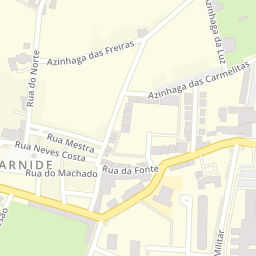 Azinhaga das Freiras
Azinhaga da Luz
Rua do Norte
Azinhaga das Carmelitas
Rua Mestra
Rua Neves Costa
ARNIDE
Rua do Machado
Rua da Fonte
Militar